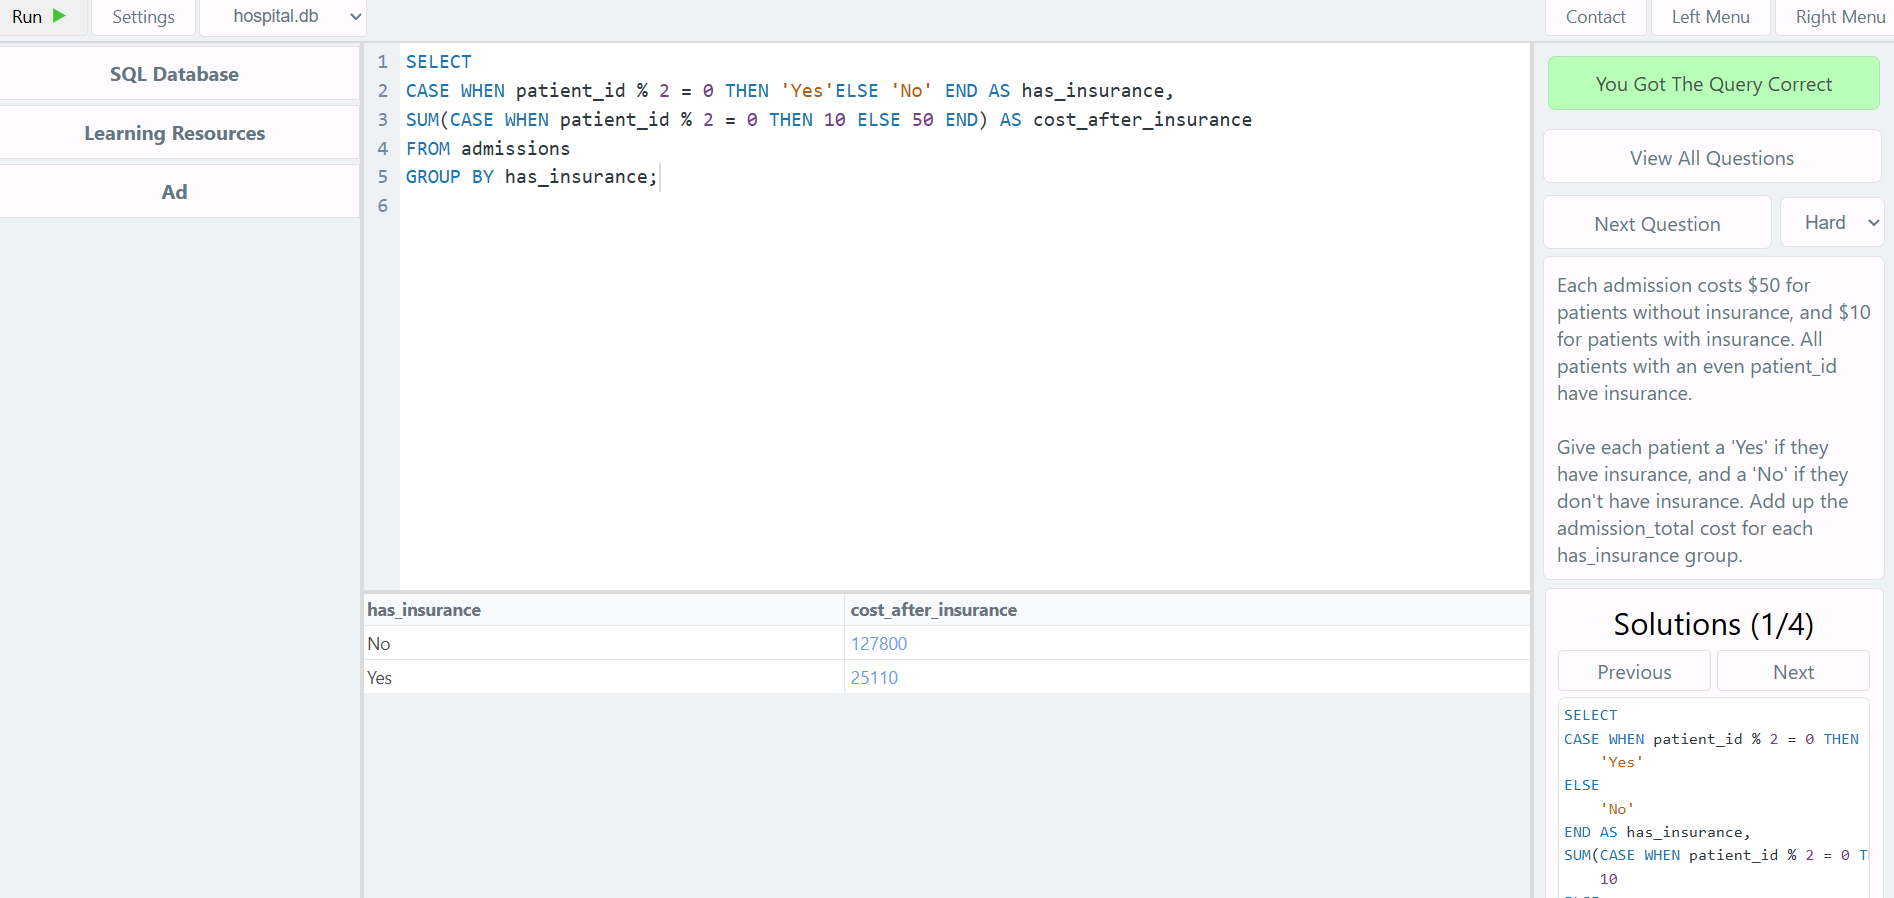 Run
Settings
hospital.db
Contact
Left Menu
Right Menu
SQL Database
Learning Resources
Ad
1 SELECT
2 CASE WHEN patient_id % 2 = 0 THEN 'Yes'ELSE 'No' END AS has_insurance,
3 SUM(CASE WHEN patient_id % 2 = 0 THEN 10 ELSE 50 END) AS cost_after_insurance
4 FROM admissions
5 GROUP BY has_insurance;
6
has_insurance cost_after_insurance
No 127800
Yes 25110
You Got The Query Correct
View All Questions
Next Question
Hard
Each admission costs $50 for
patients without insurance, and $10
for patients with insurance. All
patients with an even patient_id
have insurance.
Give each patient a 'Yes' if they
have insurance, and a 'No' if they
don't have insurance. Add up the
admission_total cost for each
has_insurance group.
Solutions (1/4)
Previous
Next
SELECT
CASE WHEN patient_id % 2 = 0 THEN
'Yes'
ELSE
'No'
END AS has_insurance,
SUM(CASE WHEN patient_id % 2 = 0
10